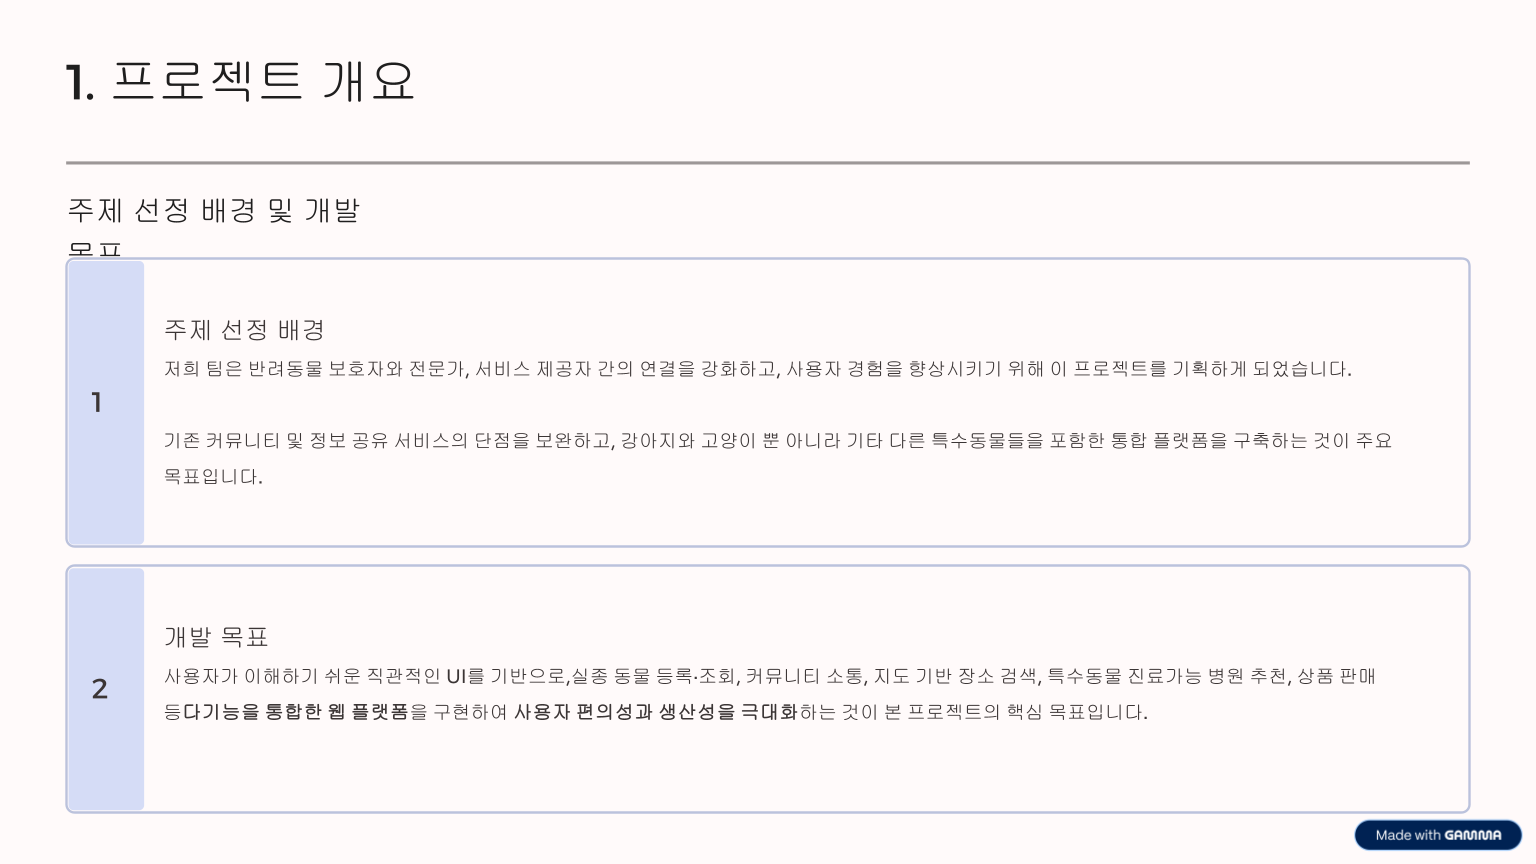 1. 프로젝트 개요
주제 선정 배경 및 개발
목표
1
주제 선정 배경
저희 팀은 반려동물 보호자와 전문가, 서비스 제공자 간의 연결을 강화하고, 사용자 경험을 향상시키기 위해 이 프로젝트를 기획하게 되었습니다.
기존 커뮤니티 및 정보 공유 서비스의 단점을 보완하고, 강아지와 고양이 뿐 아니라 기타 다른 특수동물들을 포함한 통합 플랫폼을 구축하는 것이 주요
목표입니다.
2
개발 목표
사용자가 이해하기 쉬운 직관적인 UI를 기반으로,실종 동물 등록·조회, 커뮤니티 소통, 지도 기반 장소 검색, 특수동물 진료가능 병원 추천, 상품 판매
등다기능을 통합한 웹 플랫폼을 구현하여 사용자 편의성과 생산성을 극대화하는 것이 본 프로젝트의 핵심 목표입니다.
Made with GAMMA